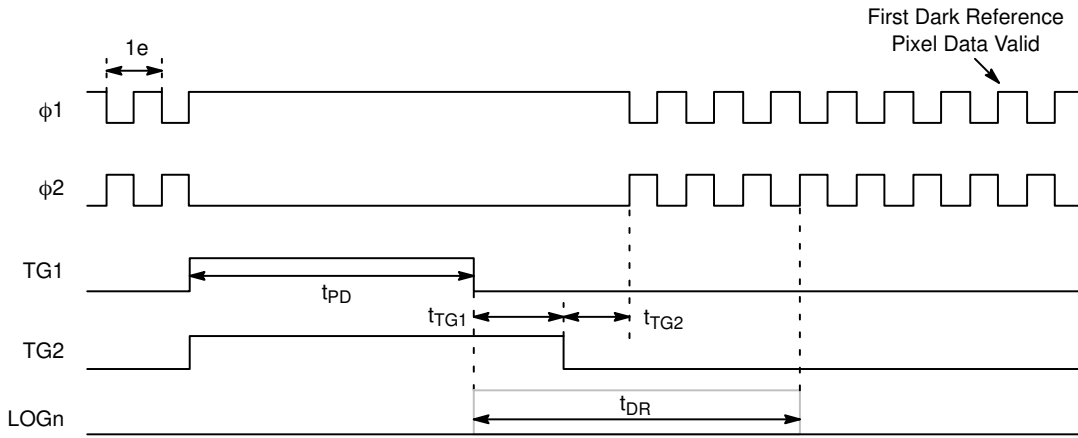 First Dark Reference
Pixel Data Valid
1e
ϕ1
ϕ2
TG1
tPD
tTG1
tTG2
TG2
tDR
LOGn